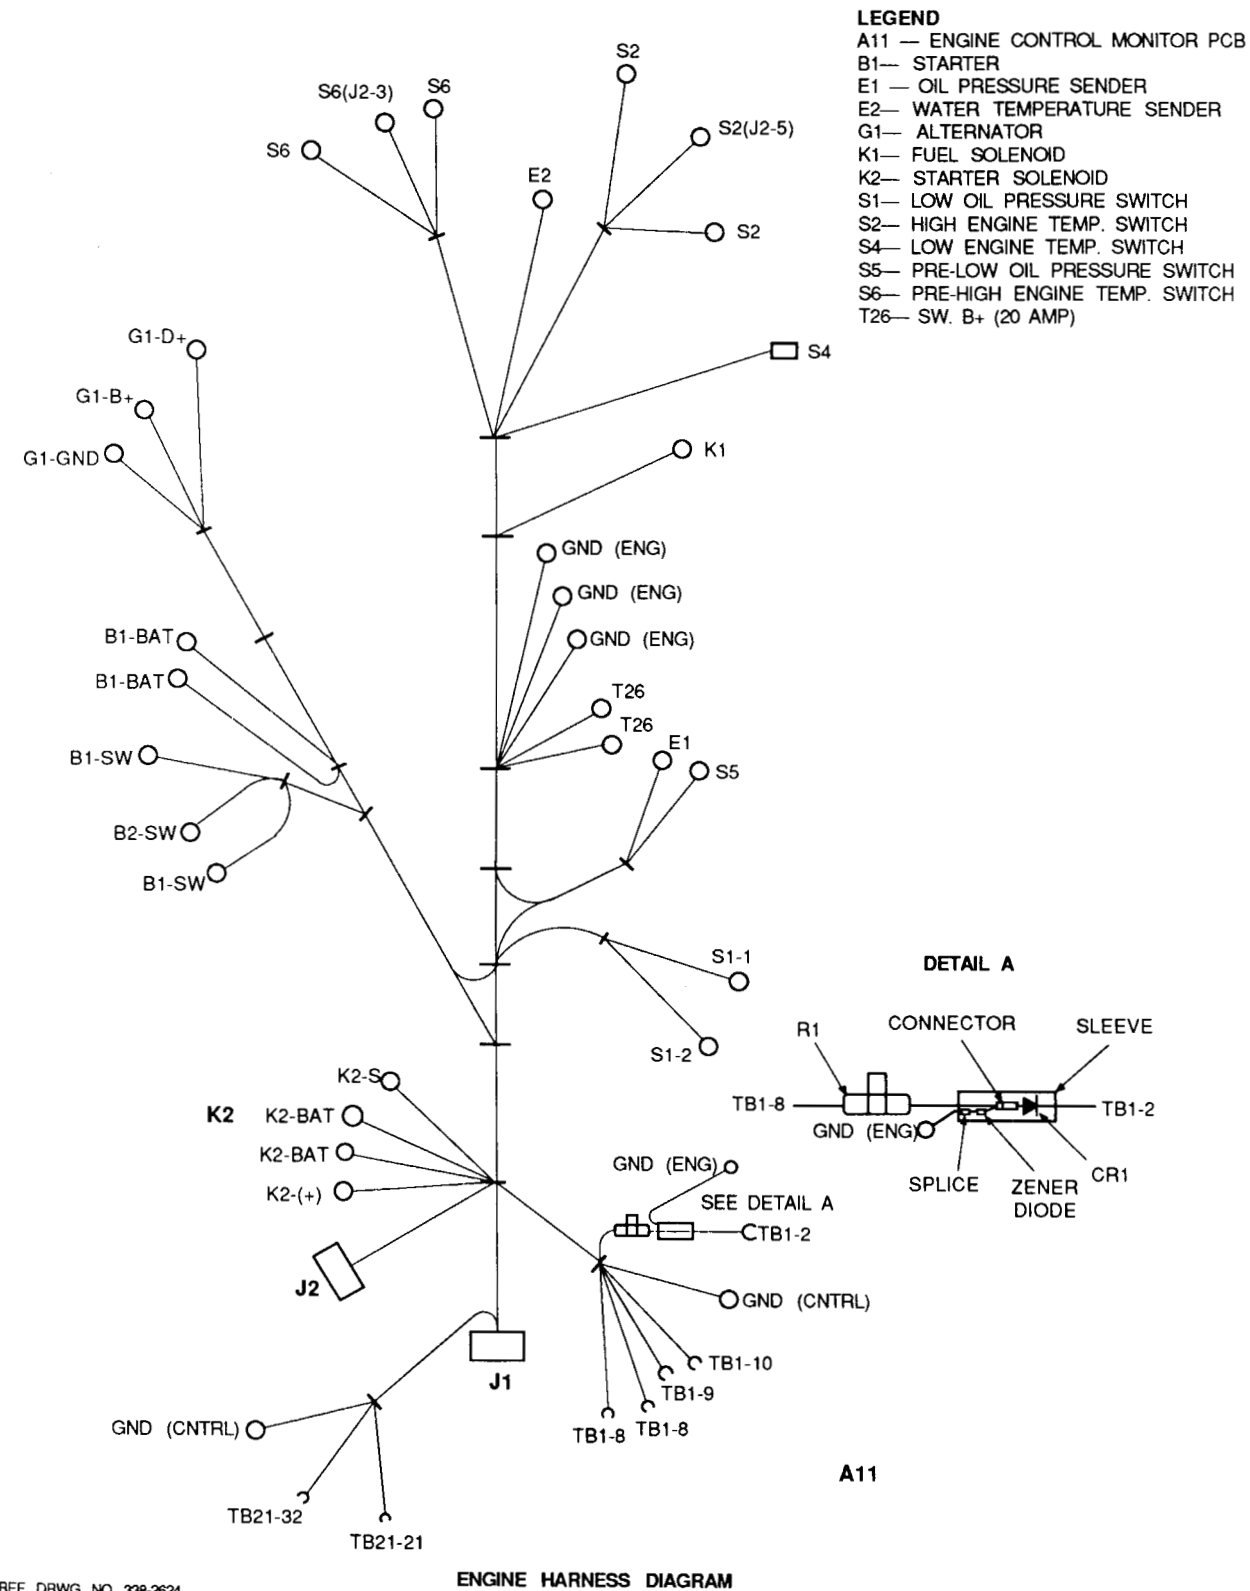 LEGEND
A11 — ENGINE CONTROL MONITOR PCB
B1— STARTER
E1 — OIL PRESSURE SENDER
E2— WATER TEMPERATURE SENDER
G1— ALTERNATOR
K1— FUEL SOLENOID
K2— STARTER SOLENOID
S1— LOW OIL PRESSURE SWITCH
S2— HIGH ENGINE TEMP. SWITCH
S4— LOW ENGINE TEMP. SWITCH
S5— PRE-LOW OIL PRESSURE SWITCH
S6— PRE-HIGH ENGINE TEMP. SWITCH
T26— SW. B+ (20 AMP)
S2
S6(J2-3)
S6
S2(J2-5)
S6
E2
S2
G1-D+
S4
G1-B+
K1
G1-GND
GND (ENG)
GND (ENG)
GND (ENG)
B1-BAT
B1-BAT
T26
T26
E1
S5
B1-SW
B2-SW
B1-SW
S1-1
S1-2
DETAIL A
R1
CONNECTOR
SLEEVE
TB1-8
TB1-2
GND (ENG)
SPLICE
ZENER
DIODE
CR1
K2-S
K2
K2-BAT
K2-BAT
K2-(+)
GND (ENG)
SEE DETAIL A
TB1-2
J2
GND (CNTRL)
TB1-10
TB1-9
TB1-8
TB1-8
J1
GND (CNTRL)
TB21-32
TB21-21
A11
ENGINE HARNESS DIAGRAM
REF. DRWG. NO. 338-2624